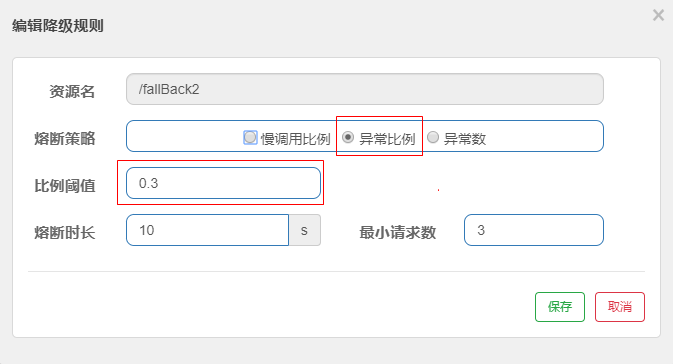 编辑降级规则 ×
资源名 /fallBack2
熔断策略 慢调用比例 异常比例 异常数
比例阈值 0.3
熔断时长 10 s 最小请求数 3
保存 取消